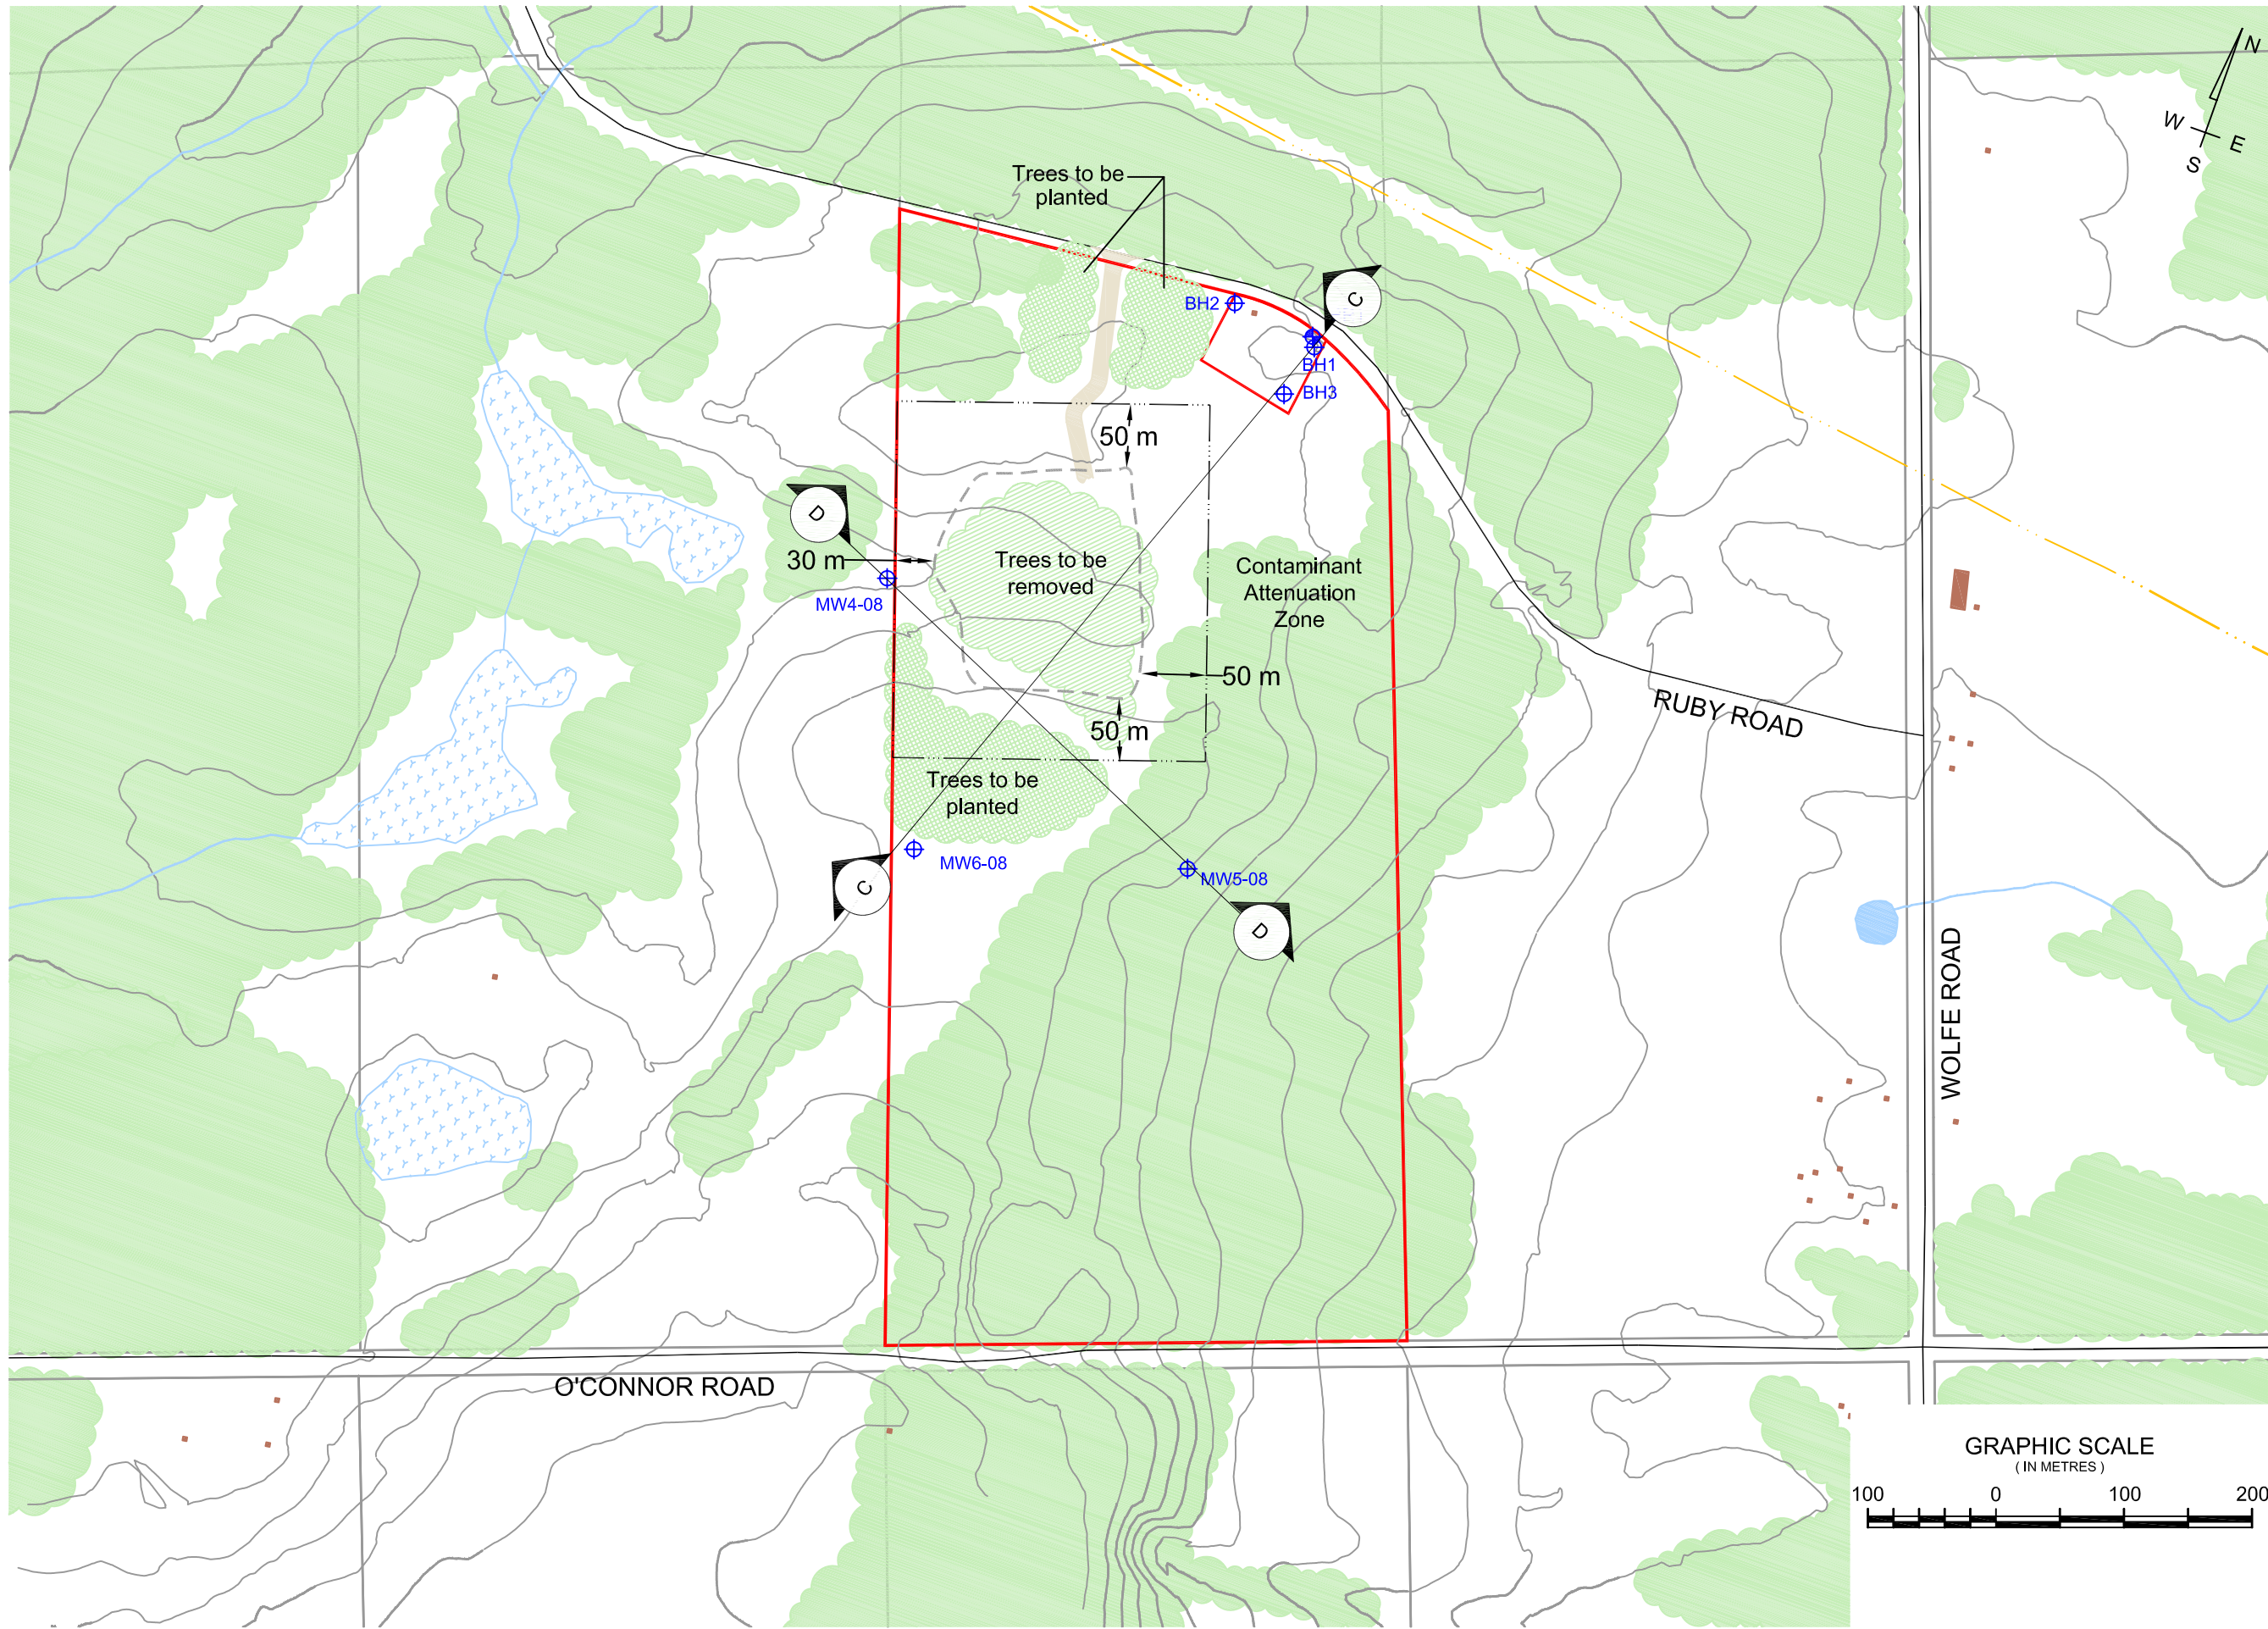 N
W
E
S
Trees to be
planted
C
BH2
BH1
BH3
50 m
D
30 m
Trees to be
removed
Contaminant
Attenuation
Zone
MW4-08
50 m
RUBY ROAD
50 m
Trees to be
planted
MW6-08
C
MW5-08
D
WOLFE ROAD
O'CONNOR ROAD
GRAPHIC SCALE
( IN METRES )
100 0 100 200